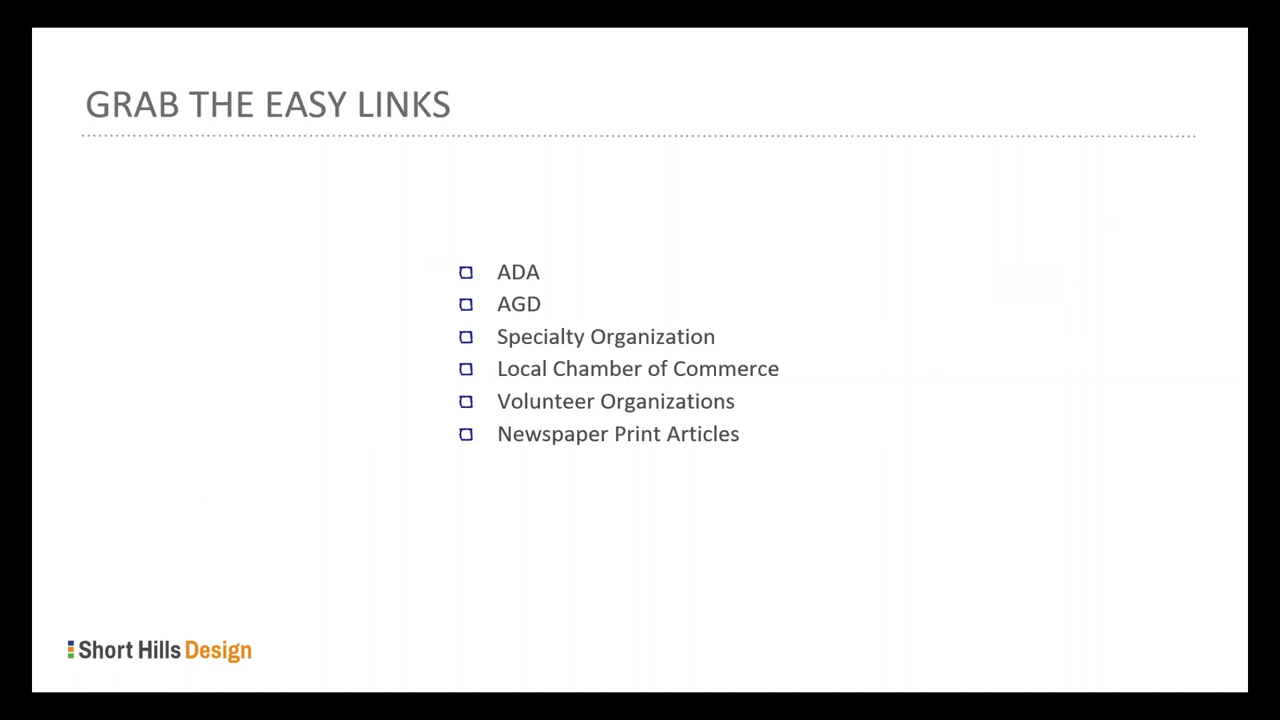 GRAB THE EASY LINKS
ADA
AGD
Specialty Organization
Local Chamber of Commerce
Volunteer Organizations
Newspaper Print Articles
Short Hills Design